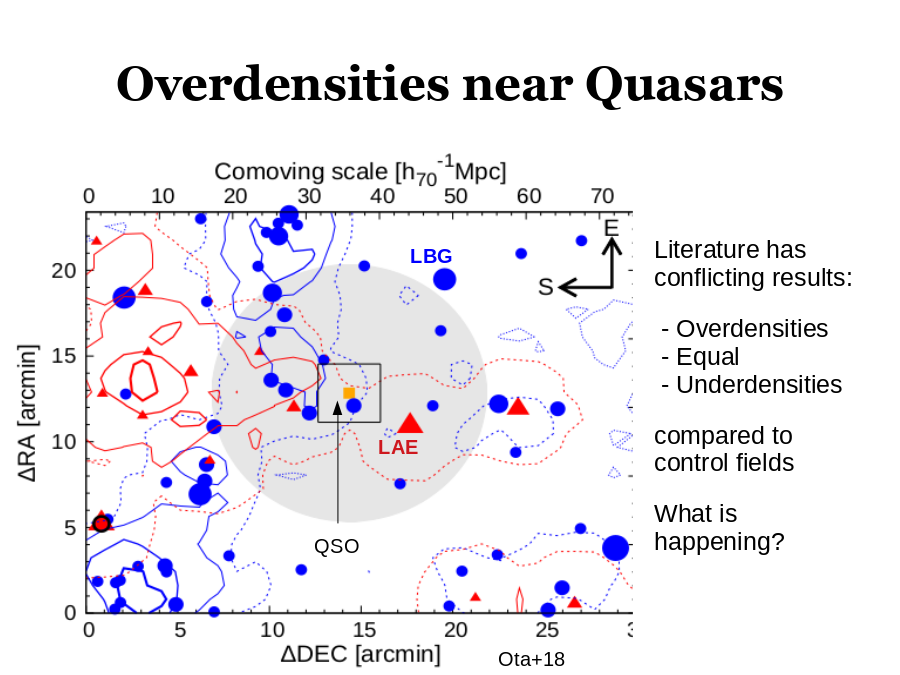 Overdensities near Quasars
Comoving scale [h70-1Mpc]
0 10 20 30 40 50 60 70
E
S
LBG
LAE
QSO
20
15
10
5
0
ΔRA [arcmin]
0 5 10 15 20 25
ΔDEC [arcmin]
Ota+18
Literature has
conflicting results:
- Overdensities
- Equal
- Underdensities
compared to
control fields
What is
happening?